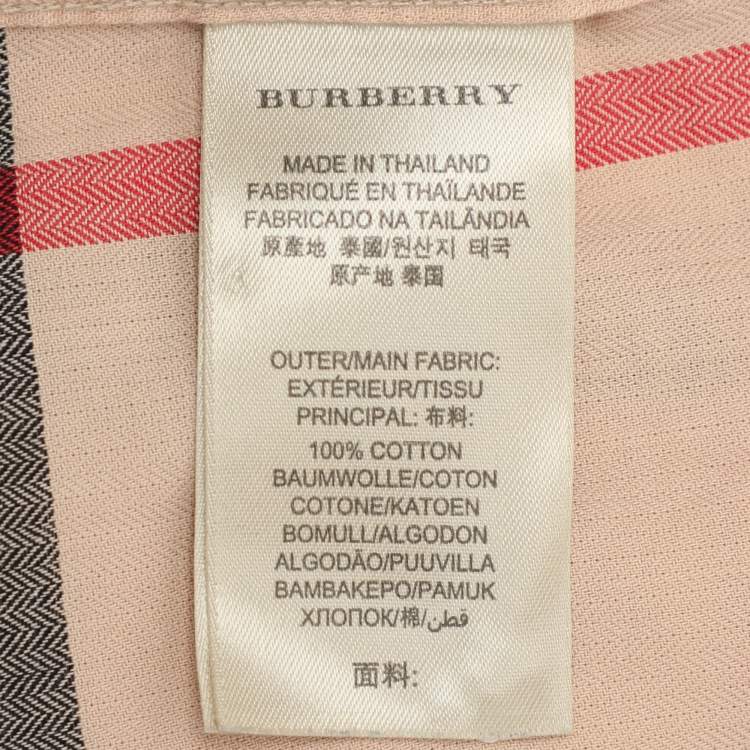 BURBERRY
MADE IN THAILAND
FABRIQUÉ EN THAÏLANDE
FABRICADO NA TAILÂNDIA
原產地 泰國/원산지 태국
原产地 泰国
OUTER/MAIN FABRIC:
EXTÉRIEUR/TISSU
PRINCIPAL: 布料:
100% COTTON
BAUMWOLLE/COTON
COTONE/KATOEN
BOMULL/ALGODON
ALGODÃO/PUUVILLA
ΒΑΜΒΑΚΕΡΟ/PAMUK
ХЛОПОК/棉/قطن
面料: